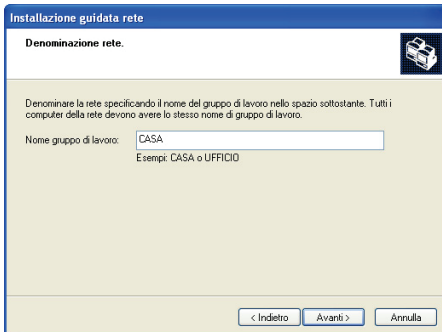 Installazione guidata rete
Denominazione rete.
Denominare la rete specificando il nome del gruppo di lavoro nello spazio sottostante. Tutti i
computer della rete devono avere lo stesso nome di gruppo di lavoro.
Nome gruppo di lavoro: CASA
Esempi: CASA o UFFICIO
< Indietro Avanti > Annulla